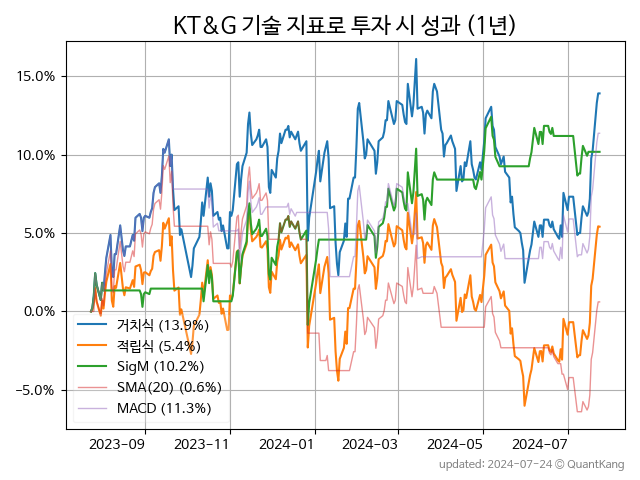 KT&G 기술 지표로 투자 시 성과 (1년)
15.0%
10.0%
5.0%
0.0%
−5.0%
거치식 (13.9%)
적립식 (5.4%)
SigM (10.2%)
SMA(20) (0.6%)
MACD (11.3%)
2023-09 2023-11 2024-01 2024-03 2024-05 2024-07
updated: 2024-07-24 © QuantKang